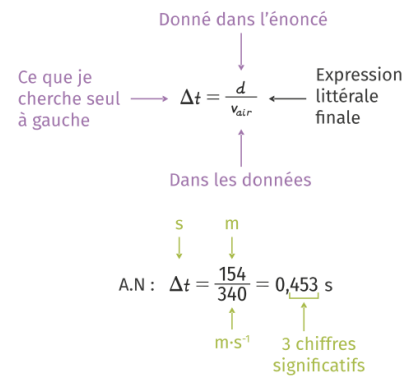 Donné dans l'énoncé
Ce que je
cherche seul
à gauche
Δt = d / v_air
Expression
littérale
finale
Dans les données
s m
A.N : Δt = 154 / 340 = 0,453 s
m·s⁻¹
3 chiffres
significatifs